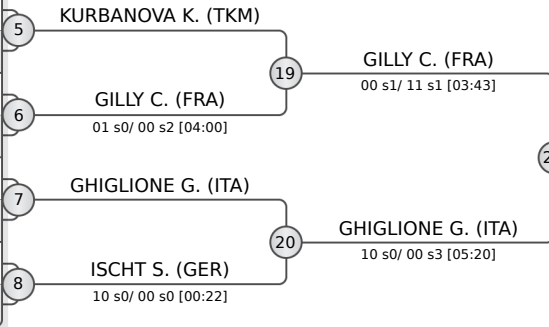 5
KURBANOVA K. (TKM)
19
GILLY C. (FRA)
00 s1/ 11 s1 [03:43]
6
GILLY C. (FRA)
01 s0/ 00 s2 [04:00]
7
GHIGLIONE G. (ITA)
20
GHIGLIONE G. (ITA)
10 s0/ 00 s3 [05:20]
8
ISCHT S. (GER)
10 s0/ 00 s0 [00:22]